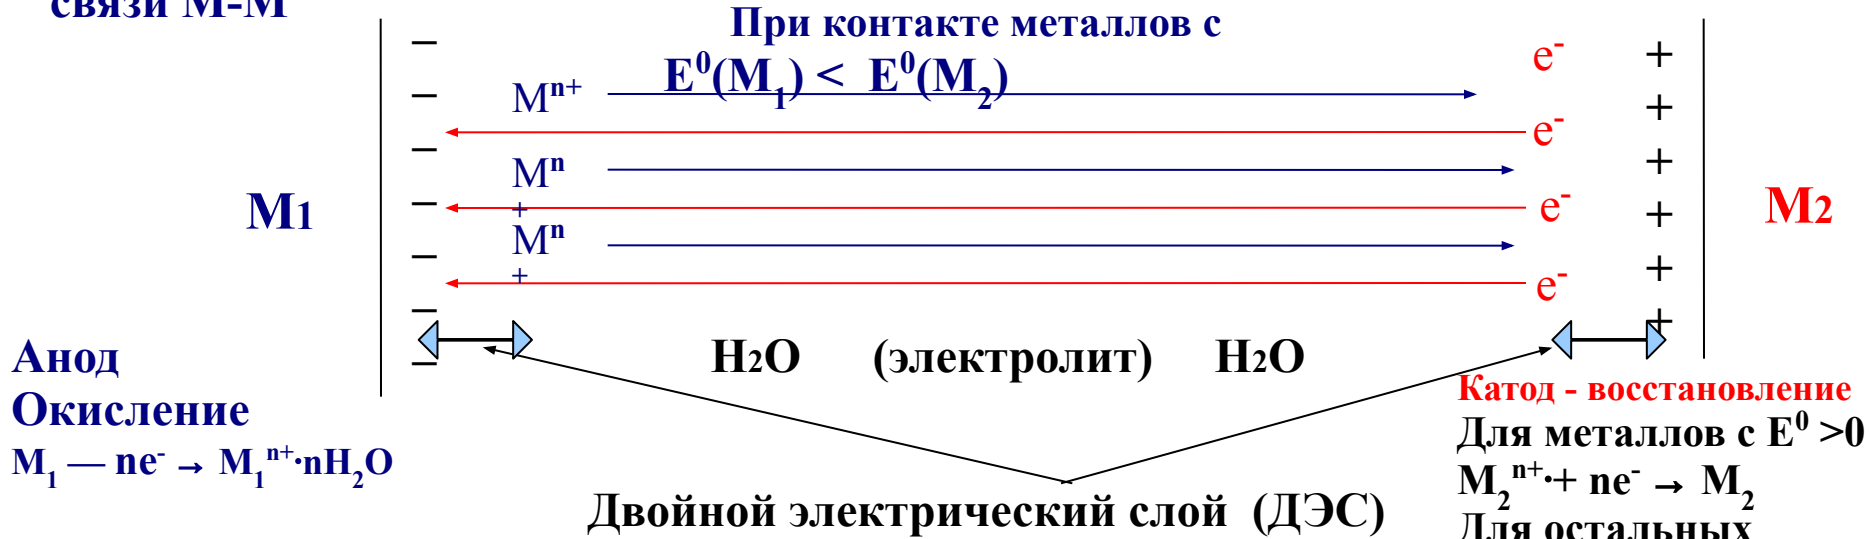 связи М-М
При контакте металлов с
E⁰(M₁) < E⁰(M₂)
– e⁻ +
– Mⁿ⁺ +
– e⁻ +
– Mⁿ
+
– e⁻ +
M1 M2
– Mⁿ
+
– e⁻ +
– +
–
H2O (электролит) H2O
Анод
Окисление
M₁ — ne⁻ → M₁ⁿ⁺·nH₂O
Катод - восстановление
Для металлов с E⁰ >0
M₂ⁿ⁺·+ ne⁻ → M₂
Для остальных
Двойной электрический слой (ДЭС)